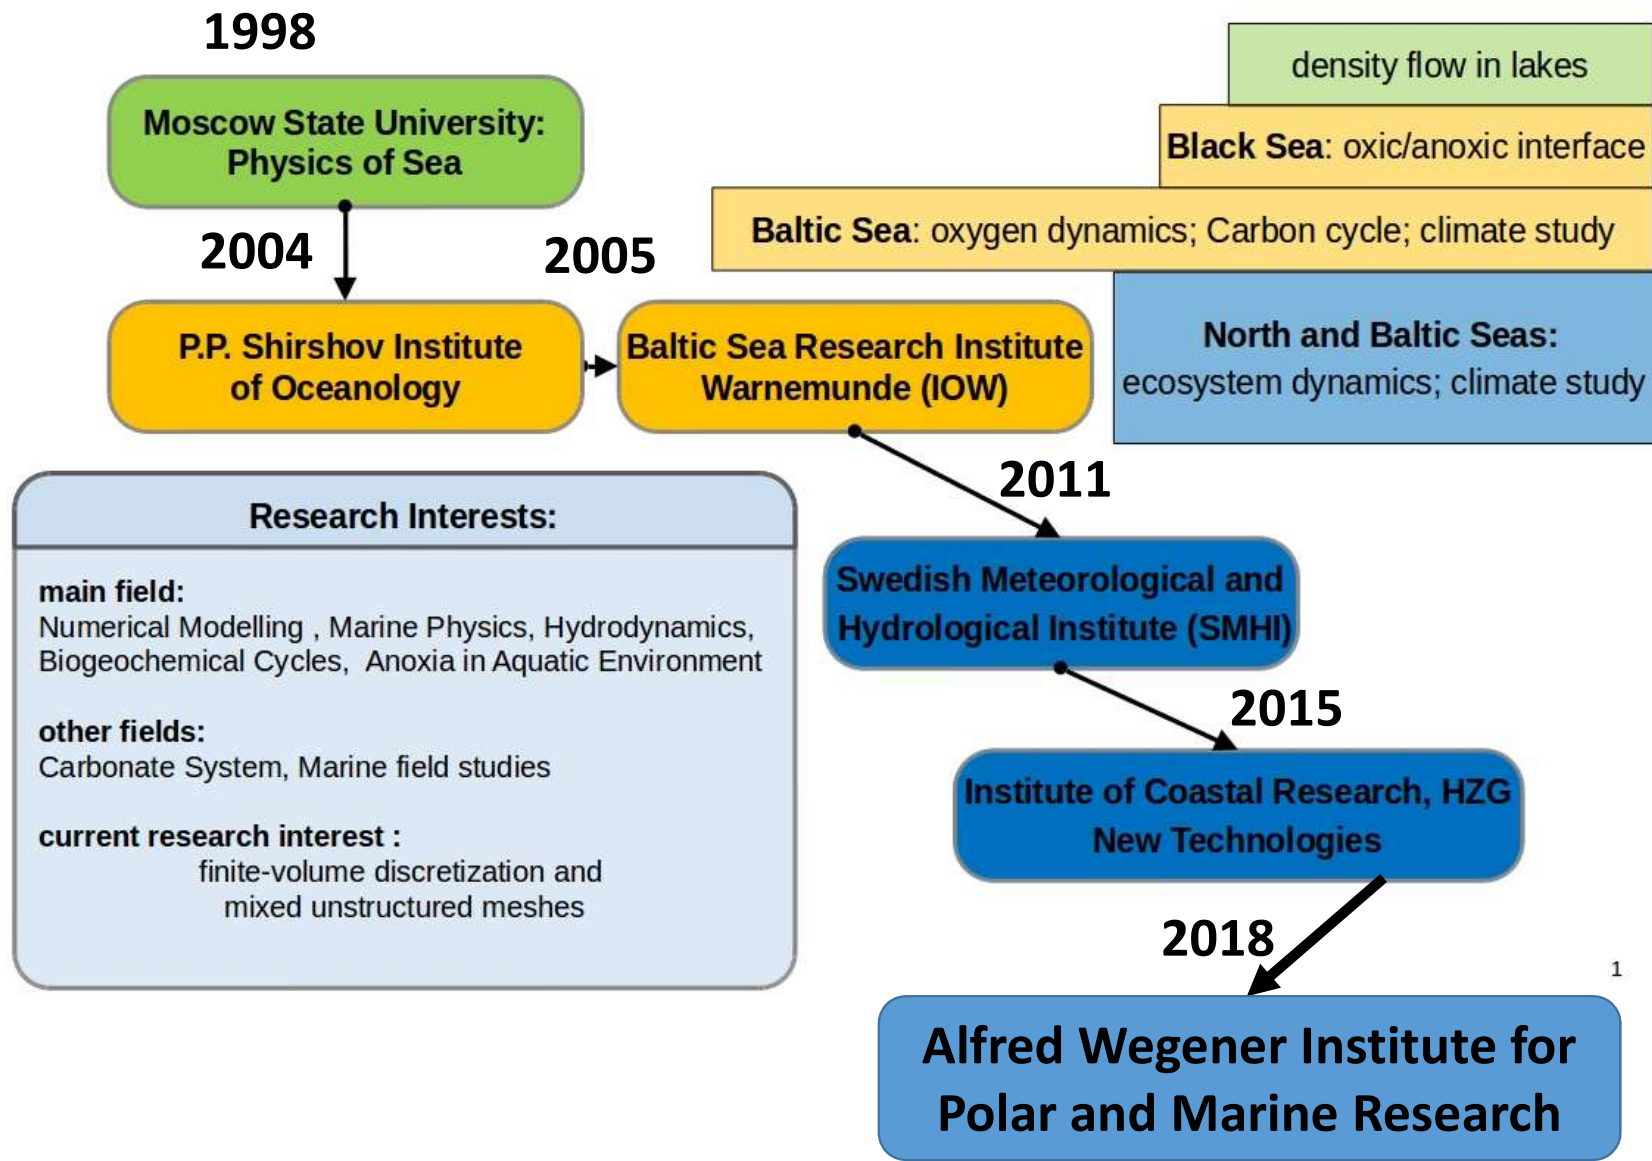 1998
Moscow State University:
Physics of Sea
density flow in lakes
Black Sea: oxic/anoxic interface
Baltic Sea: oxygen dynamics; Carbon cycle; climate study
North and Baltic Seas:
ecosystem dynamics; climate study
2004
2005
P.P. Shirshov Institute
of Oceanology
Baltic Sea Research Institute
Warnemunde (IOW)
2011
Swedish Meteorological and
Hydrological Institute (SMHI)
2015
Institute of Coastal Research, HZG
New Technologies
2018
Alfred Wegener Institute for
Polar and Marine Research
Research Interests:
main field:
Numerical Modelling , Marine Physics, Hydrodynamics,
Biogeochemical Cycles, Anoxia in Aquatic Environment
other fields:
Carbonate System, Marine field studies
current research interest :
finite-volume discretization and
mixed unstructured meshes
1